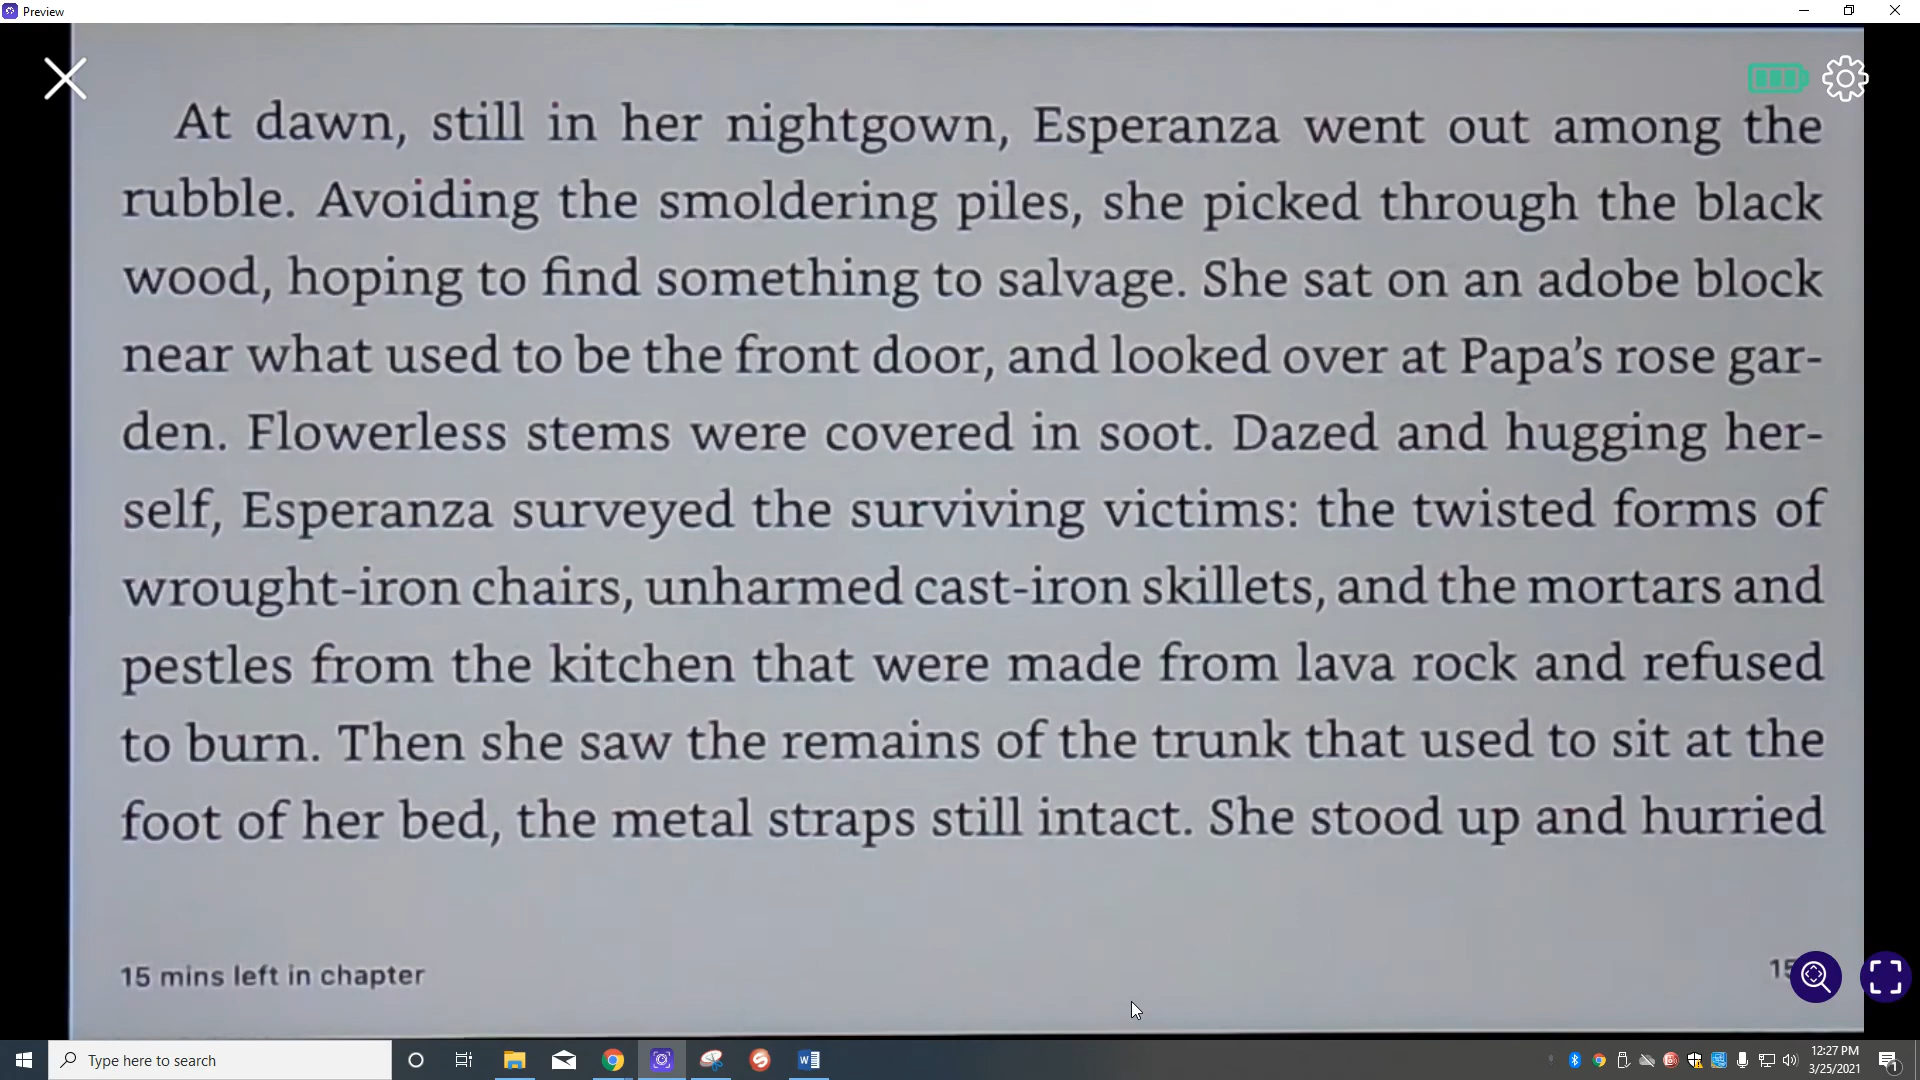 Preview
At dawn, still in her nightgown, Esperanza went out among the
rubble. Avoiding the smoldering piles, she picked through the black
wood, hoping to find something to salvage. She sat on an adobe block
near what used to be the front door, and looked over at Papa’s rose gar-
den. Flowerless stems were covered in soot. Dazed and hugging her-
self, Esperanza surveyed the surviving victims: the twisted forms of
wrought-iron chairs, unharmed cast-iron skillets, and the mortars and
pestles from the kitchen that were made from lava rock and refused
to burn. Then she saw the remains of the trunk that used to sit at the
foot of her bed, the metal straps still intact. She stood up and hurried
15 mins left in chapter
Type here to search
12:27 PM
3/25/2021